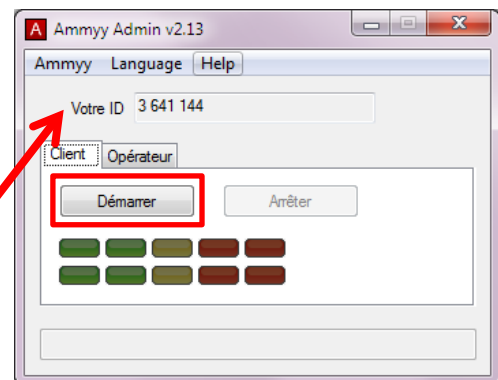 A Ammyy Admin v2.13
Ammyy Language Help
Votre ID 3 641 144
Client Opérateur
Démarrer Arrêter